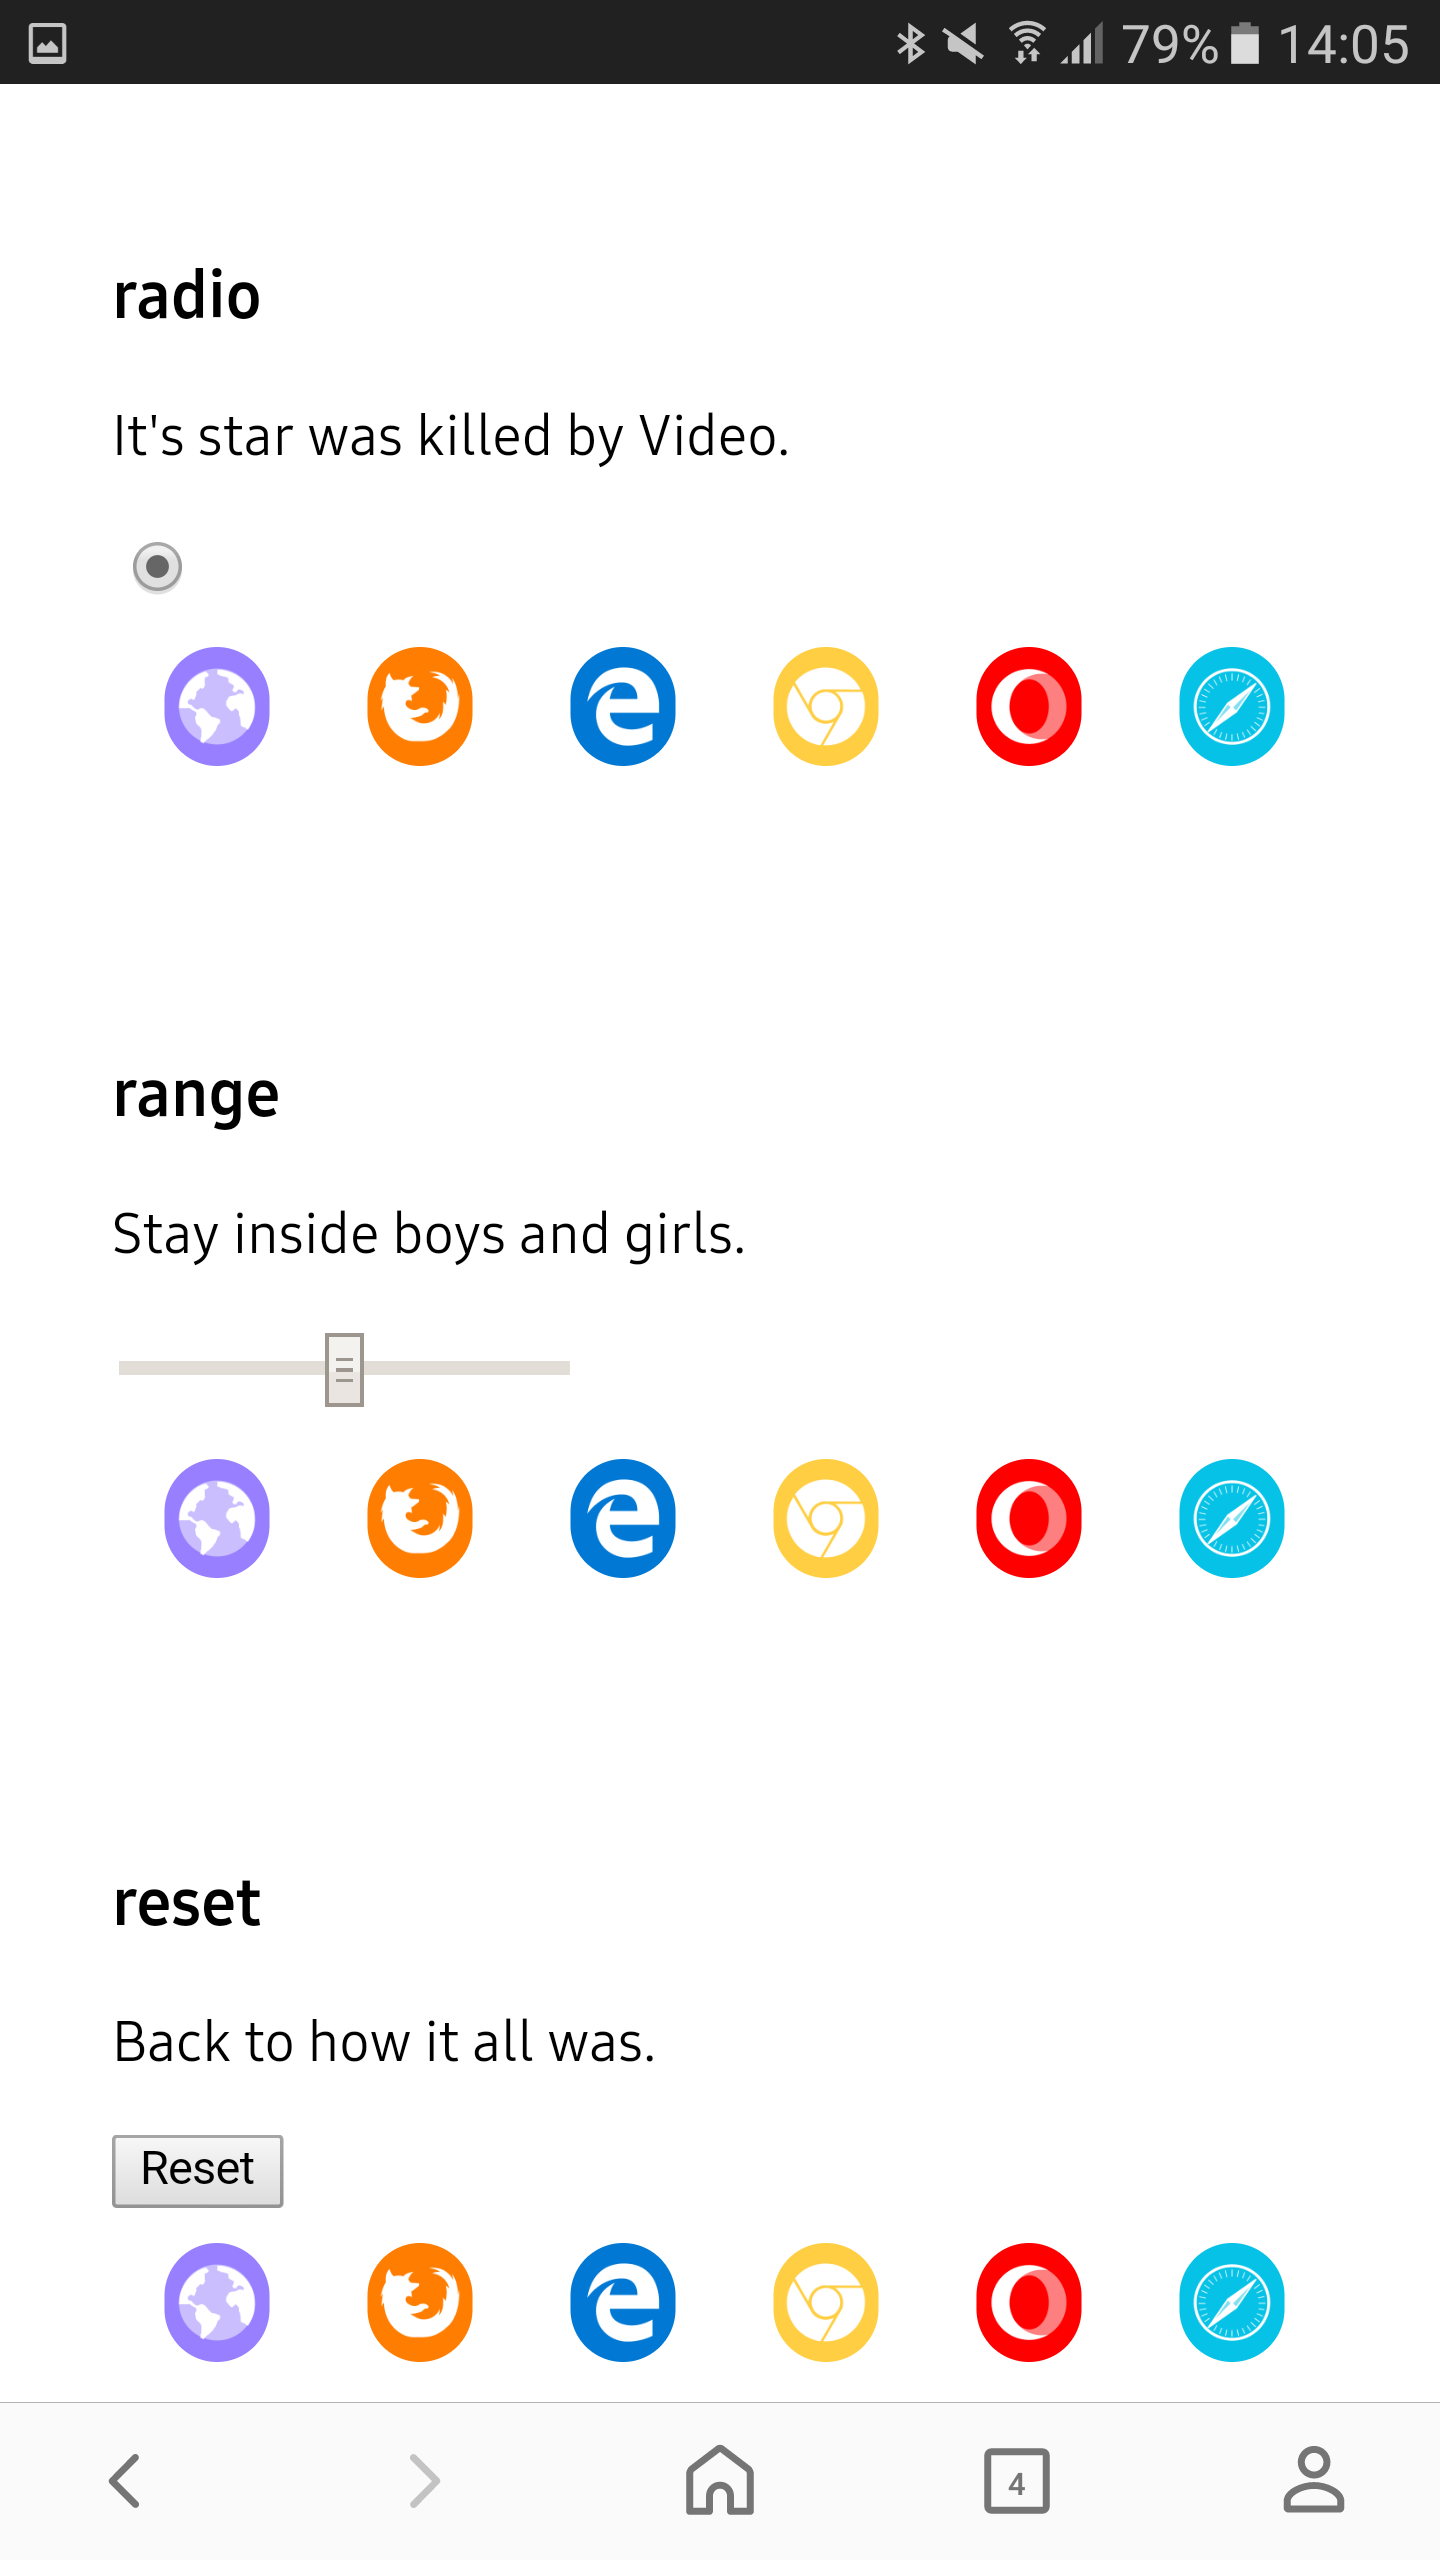 79% 14:05
radio
It's star was killed by Video.
range
Stay inside boys and girls.
reset
Back to how it all was.
Reset
4